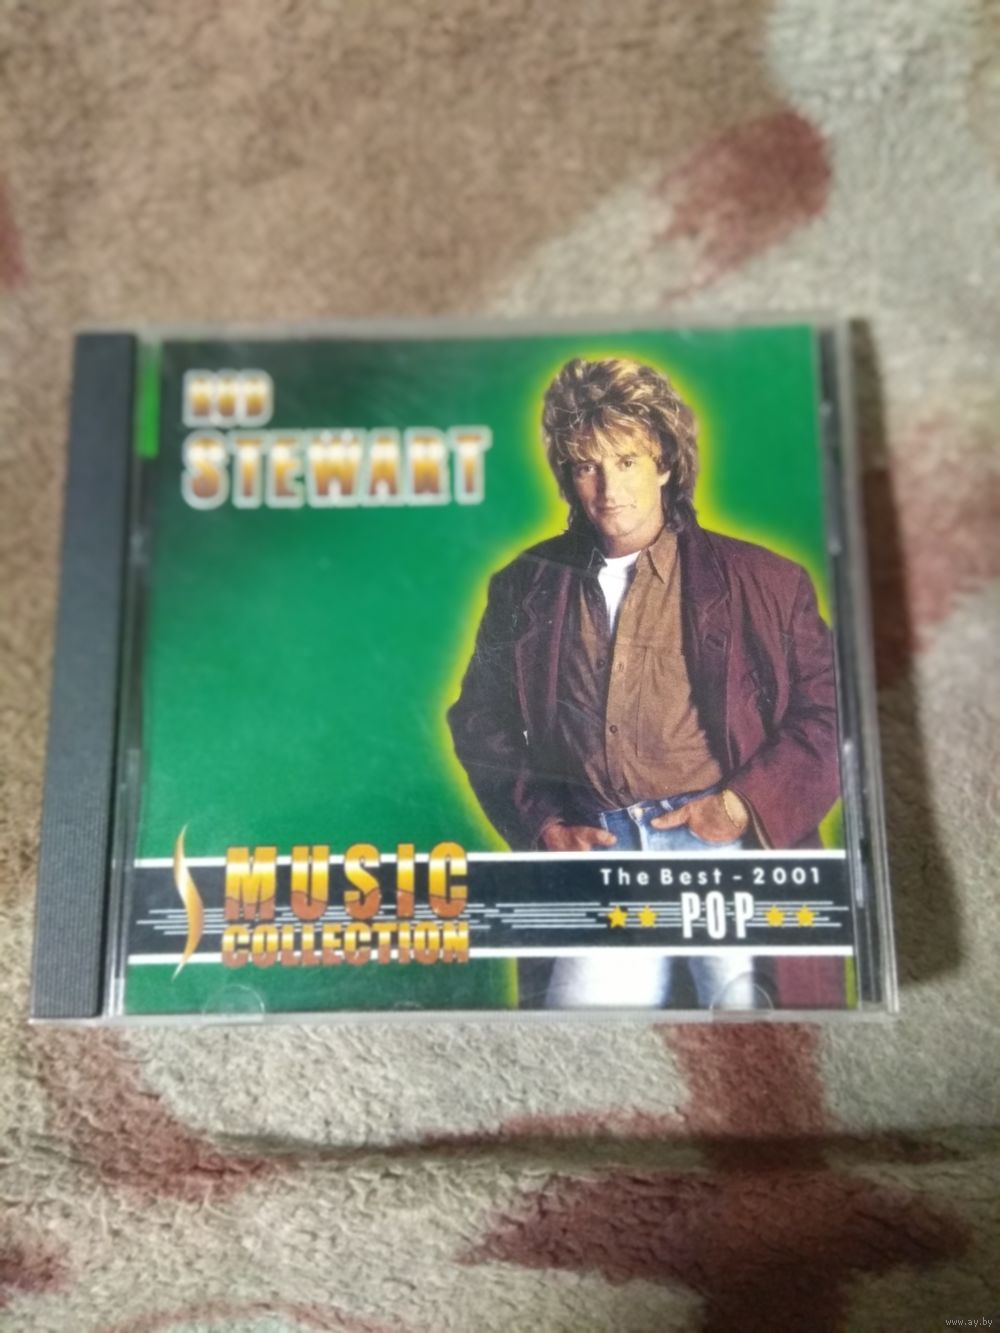 ROD
STEWART
MUSIC
COLLECTION
The Best - 2001
POP
www.ay.by